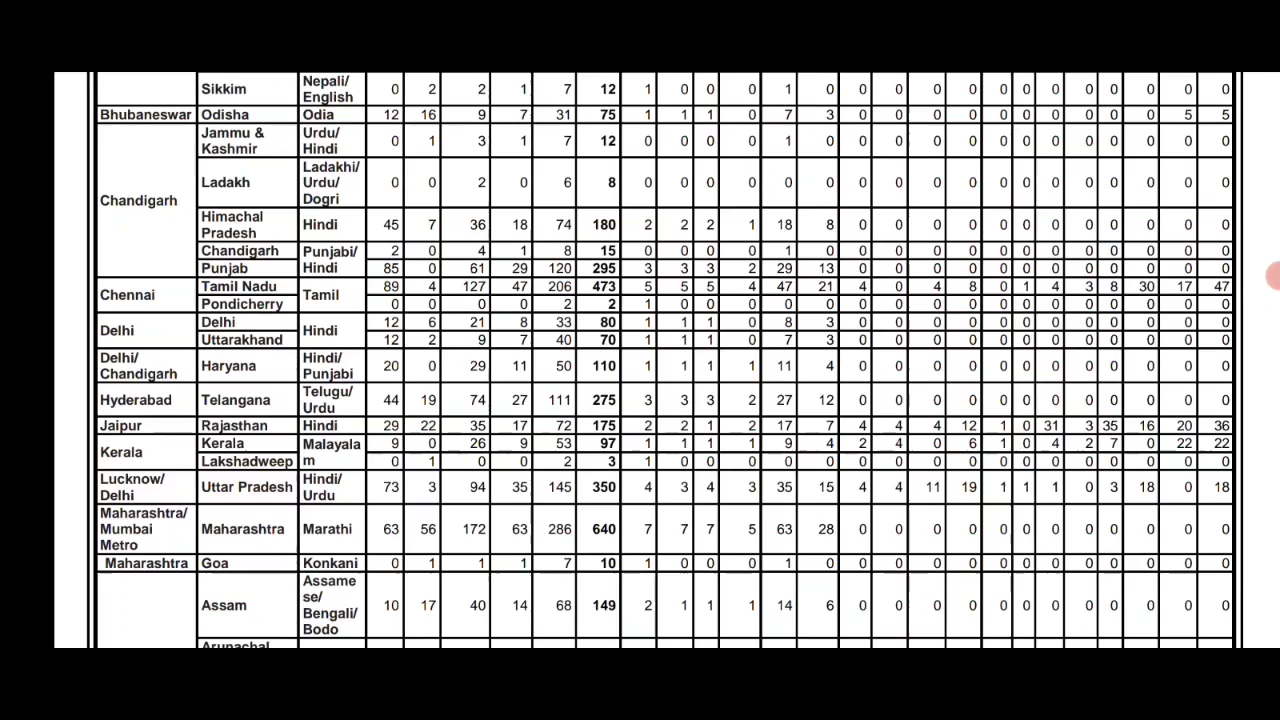 Sikkim Nepali/ English 0 2 2 1 7 12 1 0 0 0 1 0 0 0 0 0 0 0 0 0 0 0 0 0
Bhubaneswar Odisha Odia 12 16 9 7 31 75 1 1 1 0 7 3 0 0 0 0 0 0 0 0 0 0 5 5
Chandigarh Jammu & Kashmir Urdu/ Hindi 0 1 3 1 7 12 0 0 0 0 1 0 0 0 0 0 0 0 0 0 0 0 0 0
Ladakh Ladakhi/ Urdu/ Dogri 0 0 2 0 6 8 0 0 0 0 0 0 0 0 0 0 0 0 0 0 0 0 0 0
Himachal Pradesh Hindi 45 7 36 18 74 180 2 2 2 1 18 8 0 0 0 0 0 0 0 0 0 0 0 0
Chandigarh Punjabi/ Hindi 2 0 4 1 8 15 0 0 0 0 1 0 0 0 0 0 0 0 0 0 0 0 0 0
Punjab 85 0 61 29 120 295 3 3 3 2 29 13 0 0 0 0 0 0 0 0 0 0 0 0
Chennai Tamil Nadu Tamil 89 4 127 47 206 473 5 5 5 4 47 21 4 0 4 8 0 1 4 3 8 30 17 47
Pondicherry 0 0 0 0 2 2 1 0 0 0 0 0 0 0 0 0 0 0 0 0 0 0 0 0
Delhi Delhi Hindi 12 6 21 8 33 80 1 1 1 0 8 3 0 0 0 0 0 0 0 0 0 0 0 0
Uttarakhand 12 2 9 7 40 70 1 1 1 0 7 3 0 0 0 0 0 0 0 0 0 0 0 0
Delhi/ Chandigarh Haryana Hindi/ Punjabi 20 0 29 11 50 110 1 1 1 1 11 4 0 0 0 0 0 0 0 0 0 0 0 0
Hyderabad Telangana Telugu/ Urdu 44 19 74 27 111 275 3 3 3 2 27 12 0 0 0 0 0 0 0 0 0 0 0 0
Jaipur Rajasthan Hindi 29 22 35 17 72 175 2 2 1 2 17 7 4 4 4 12 1 0 31 3 35 16 20 36
Kerala Kerala Malayala m 9 0 26 9 53 97 1 1 1 1 9 4 2 4 0 6 1 0 4 2 7 0 22 22
Lakshadweep 0 1 0 0 2 3 1 0 0 0 0 0 0 0 0 0 0 0 0 0 0 0 0 0
Lucknow/ Delhi Uttar Pradesh Hindi/ Urdu 73 3 94 35 145 350 4 3 4 3 35 15 4 4 11 19 1 1 1 0 3 18 0 18
Maharashtra/ Mumbai Metro Maharashtra Marathi 63 56 172 63 286 640 7 7 7 5 63 28 0 0 0 0 0 0 0 0 0 0 0 0
Maharashtra Goa Konkani 0 1 1 1 7 10 1 0 0 0 1 0 0 0 0 0 0 0 0 0 0 0 0 0
Assam Assame se/ Bengali/ Bodo 10 17 40 14 68 149 2 1 1 1 14 6 0 0 0 0 0 0 0 0 0 0 0 0
Arunachal